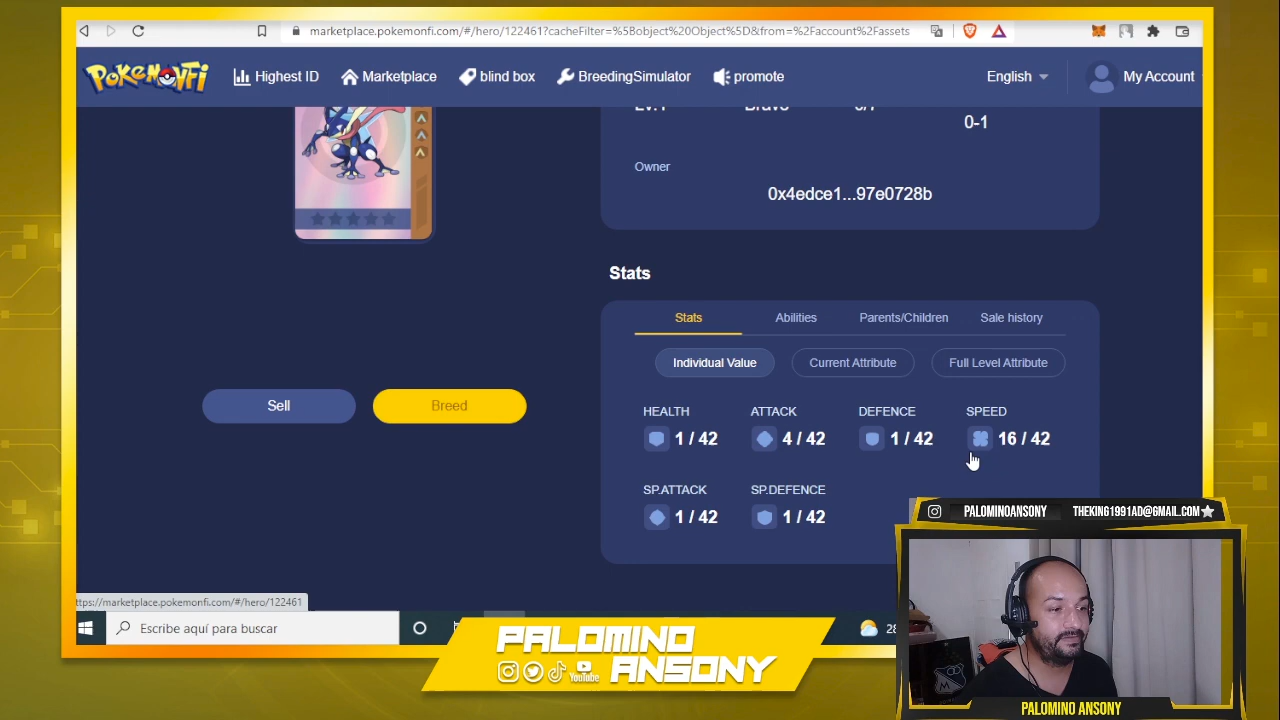 marketplace.pokemonfi.com/#/hero/122461?cacheFilter=%5Bobject%20Object%5D&from=%2Faccount%2Fassets
POKEMONFI
Highest ID
Marketplace
blind box
BreedingSimulator
promote
English
My Account
0-1
Owner
0x4edce1...97e0728b
Stats
Stats
Abilities
Parents/Children
Sale history
Individual Value
Current Attribute
Full Level Attribute
Sell
Breed
HEALTH
ATTACK
DEFENCE
SPEED
1 / 42
4 / 42
1 / 42
16 / 42
SP.ATTACK
SP.DEFENCE
1 / 42
1 / 42
ttps://marketplace.pokemonfi.com/#/hero/122461
Escribe aquí para buscar
28
PALOMINO
ANSONY
YouTube
PALOMINOANSONY
THEKING1991AD@GMAIL.COM
PALOMINO ANSONY